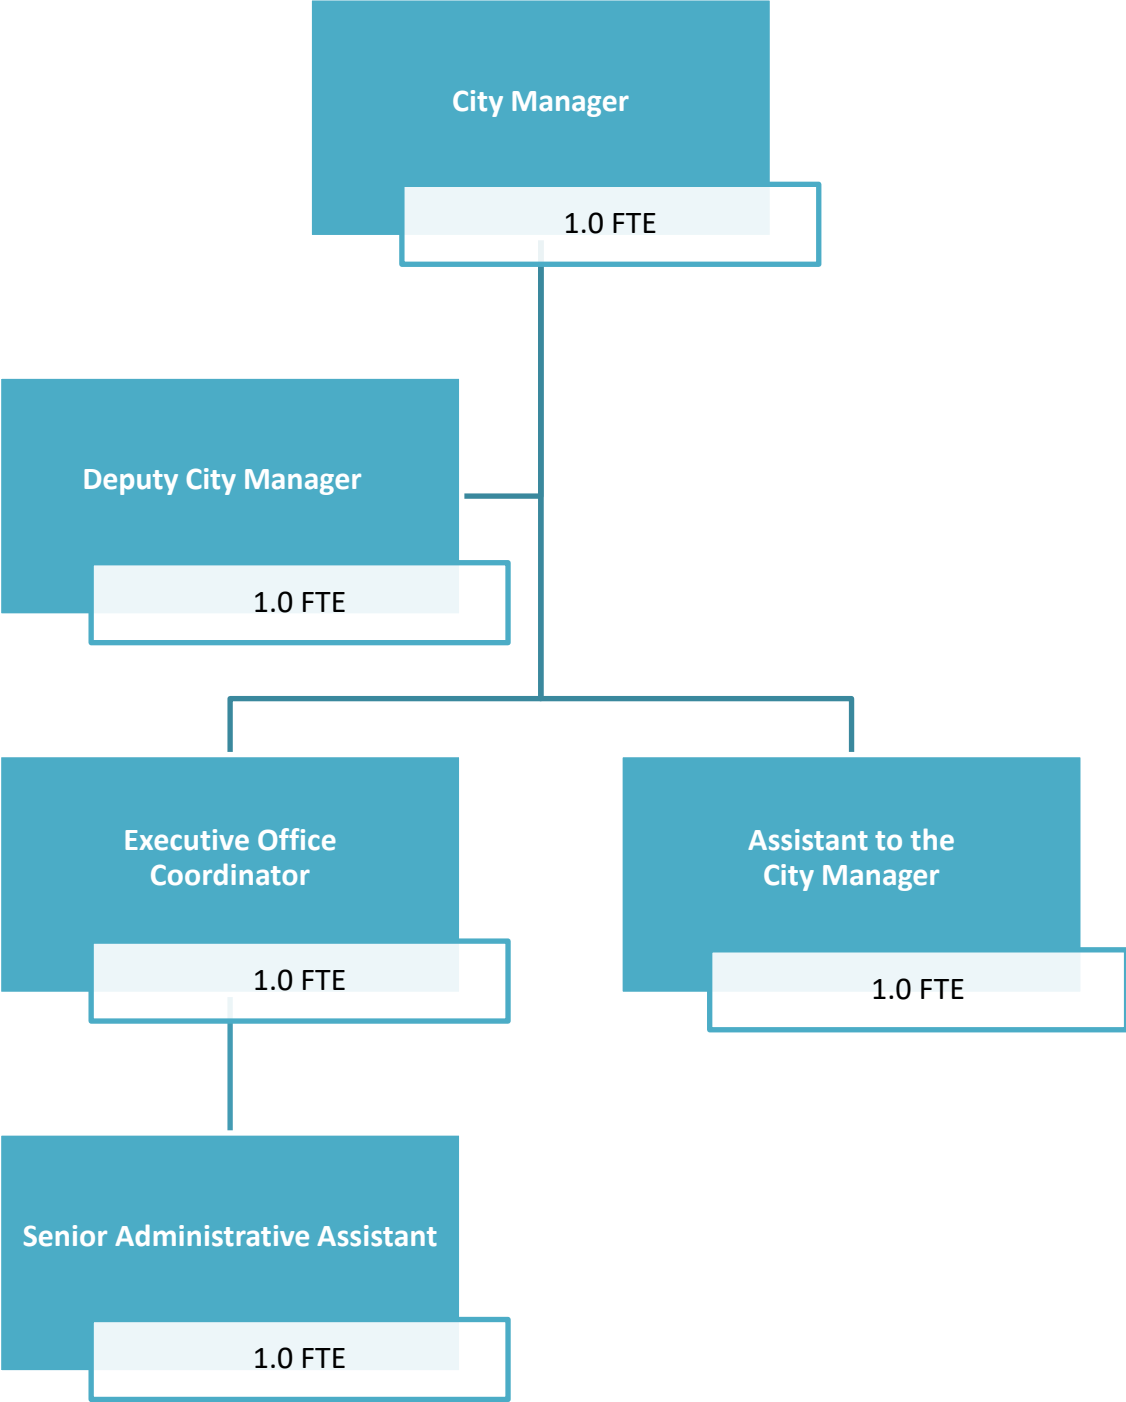 City Manager
1.0 FTE
Deputy City Manager
1.0 FTE
Executive Office
Coordinator
1.0 FTE
Assistant to the
City Manager
1.0 FTE
Senior Administrative Assistant
1.0 FTE